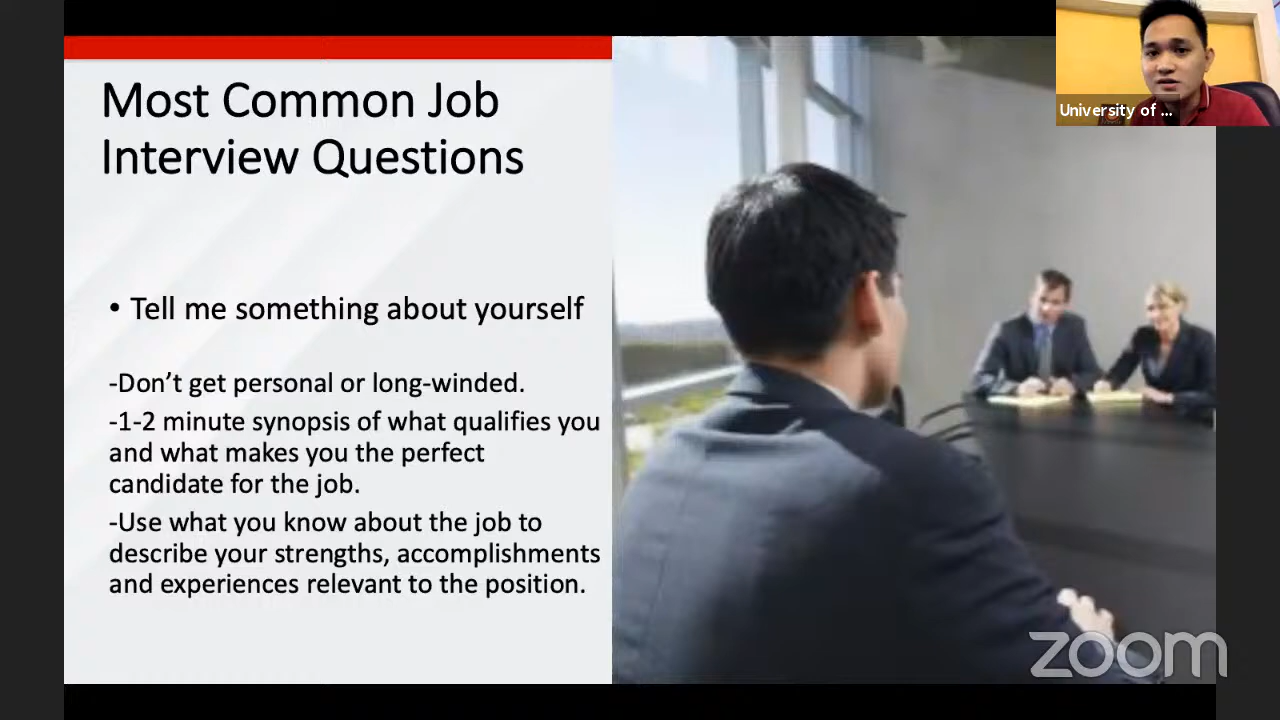 Most Common Job
Interview Questions
• Tell me something about yourself
-Don’t get personal or long-winded.
-1-2 minute synopsis of what qualifies you
and what makes you the perfect
candidate for the job.
-Use what you know about the job to
describe your strengths, accomplishments
and experiences relevant to the position.
University of ...
zoom